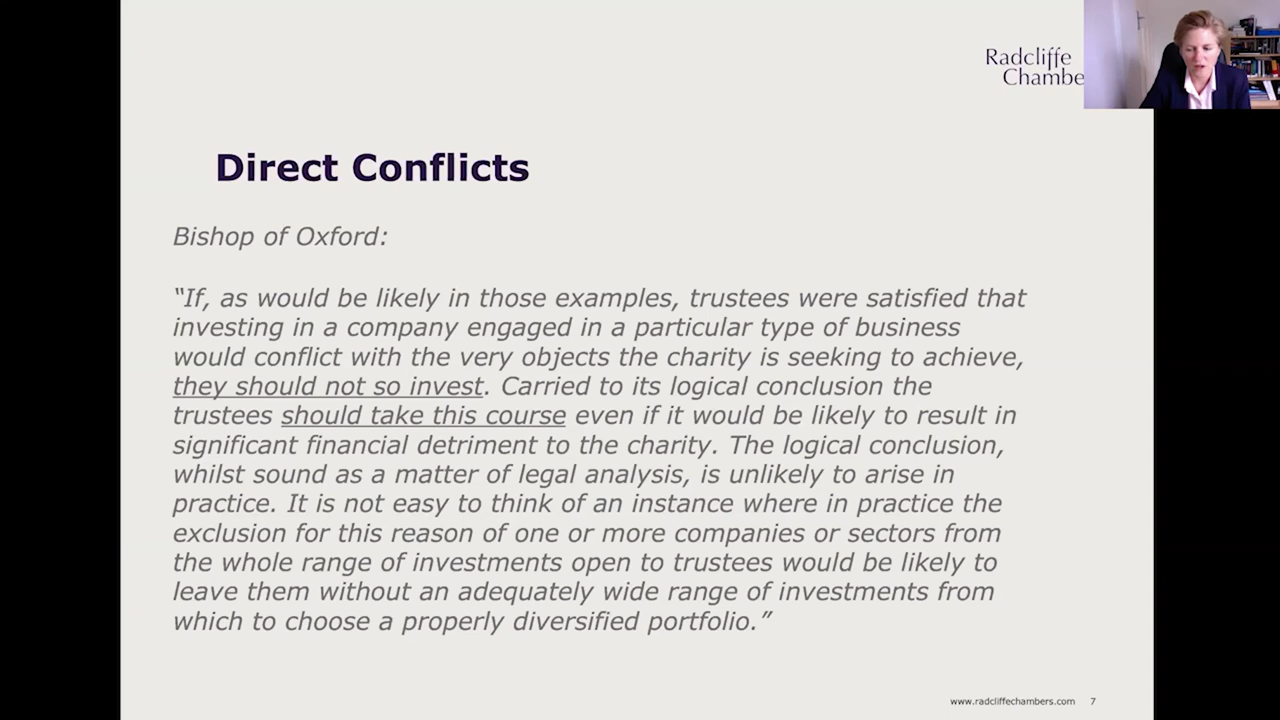 Radcliffe
Chambe
Direct Conflicts
Bishop of Oxford:
“If, as would be likely in those examples, trustees were satisfied that
investing in a company engaged in a particular type of business
would conflict with the very objects the charity is seeking to achieve,
they should not so invest. Carried to its logical conclusion the
trustees should take this course even if it would be likely to result in
significant financial detriment to the charity. The logical conclusion,
whilst sound as a matter of legal analysis, is unlikely to arise in
practice. It is not easy to think of an instance where in practice the
exclusion for this reason of one or more companies or sectors from
the whole range of investments open to trustees would be likely to
leave them without an adequately wide range of investments from
which to choose a properly diversified portfolio.”
www.radcliffechambers.com 7